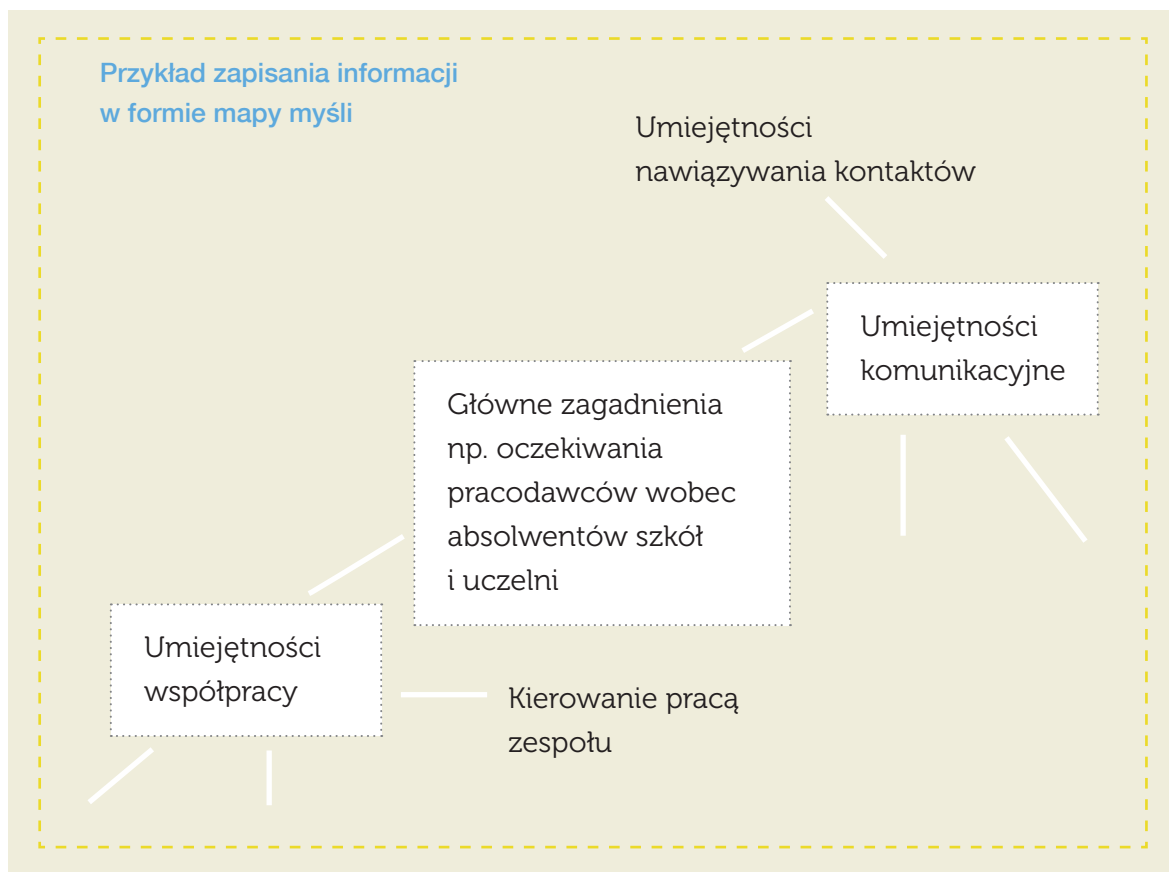 Przykład zapisania informacji
w formie mapy myśli
Umiejętności
nawiązywania kontaktów
Umiejętności
komunikacyjne
Główne zagadnienia
np. oczekiwania
pracodawców wobec
absolwentów szkół
i uczelni
Umiejętności
współpracy
Kierowanie pracą
zespołu